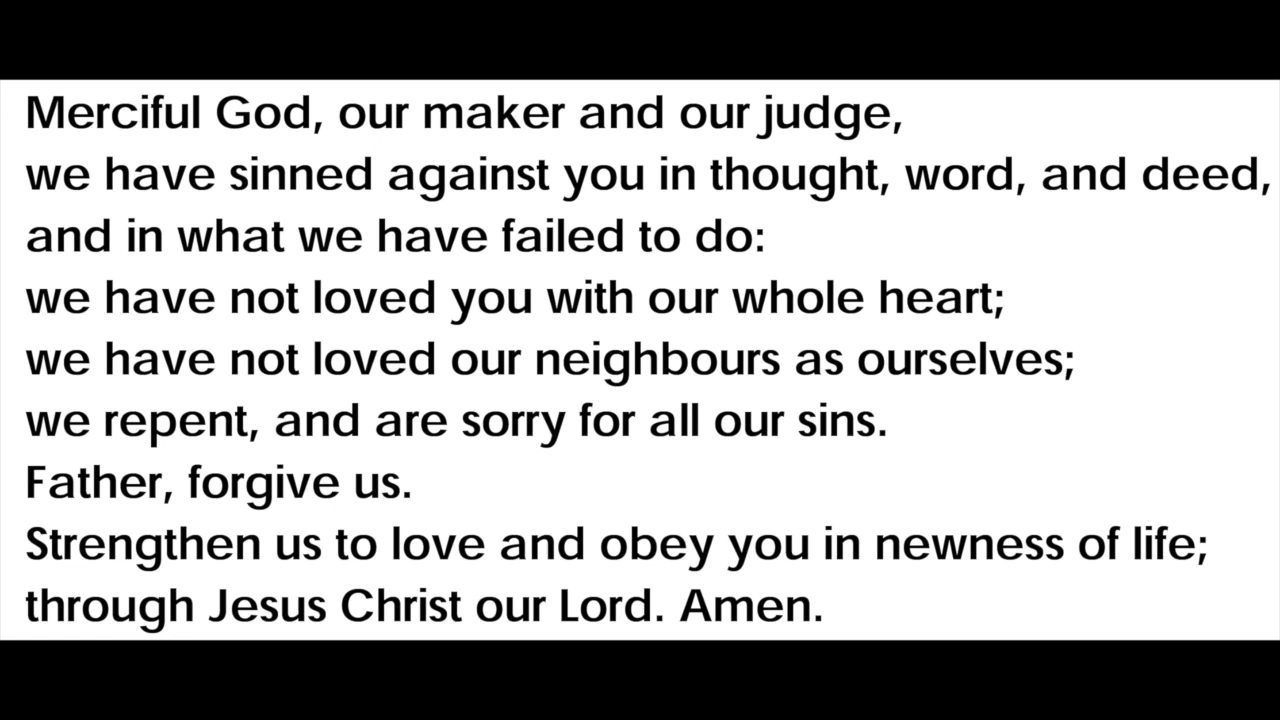 Merciful God, our maker and our judge,
we have sinned against you in thought, word, and deed,
and in what we have failed to do:
we have not loved you with our whole heart;
we have not loved our neighbours as ourselves;
we repent, and are sorry for all our sins.
Father, forgive us.
Strengthen us to love and obey you in newness of life;
through Jesus Christ our Lord. Amen.